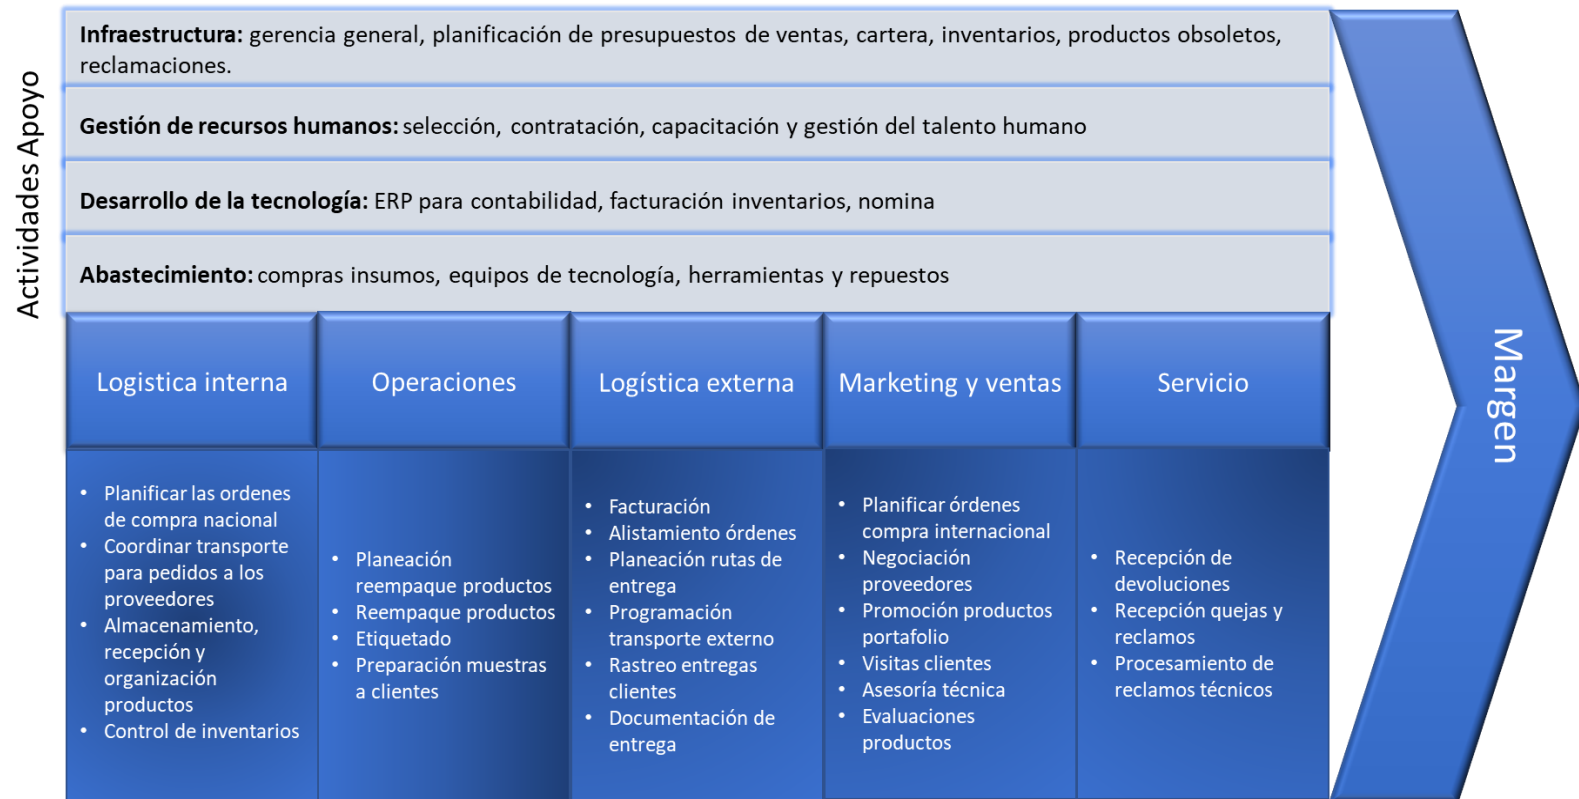 Actividades Apoyo
Infraestructura: gerencia general, planificación de presupuestos de ventas, cartera, inventarios, productos obsoletos,
reclamaciones.
Gestión de recursos humanos: selección, contratación, capacitación y gestión del talento humano
Desarrollo de la tecnología: ERP para contabilidad, facturación inventarios, nomina
Abastecimiento: compras insumos, equipos de tecnología, herramientas y repuestos
Logistica interna
• Planificar las ordenes
de compra nacional
• Coordinar transporte
para pedidos a los
proveedores
• Almacenamiento,
recepción y
organización
productos
• Control de inventarios
Operaciones
• Planeación
reempaque productos
• Reempaque productos
• Etiquetado
• Preparación muestras
a clientes
Logística externa
• Facturación
• Alistamiento órdenes
• Planeación rutas de
entrega
• Programación
transporte externo
• Rastreo entregas
clientes
• Documentación de
entrega
Marketing y ventas
• Planificar órdenes
compra internacional
• Negociación
proveedores
• Promoción productos
portafolio
• Visitas clientes
• Asesoría técnica
• Evaluaciones
productos
Servicio
• Recepción de
devoluciones
• Recepción quejas y
reclamos
• Procesamiento de
reclamos técnicos
Margen